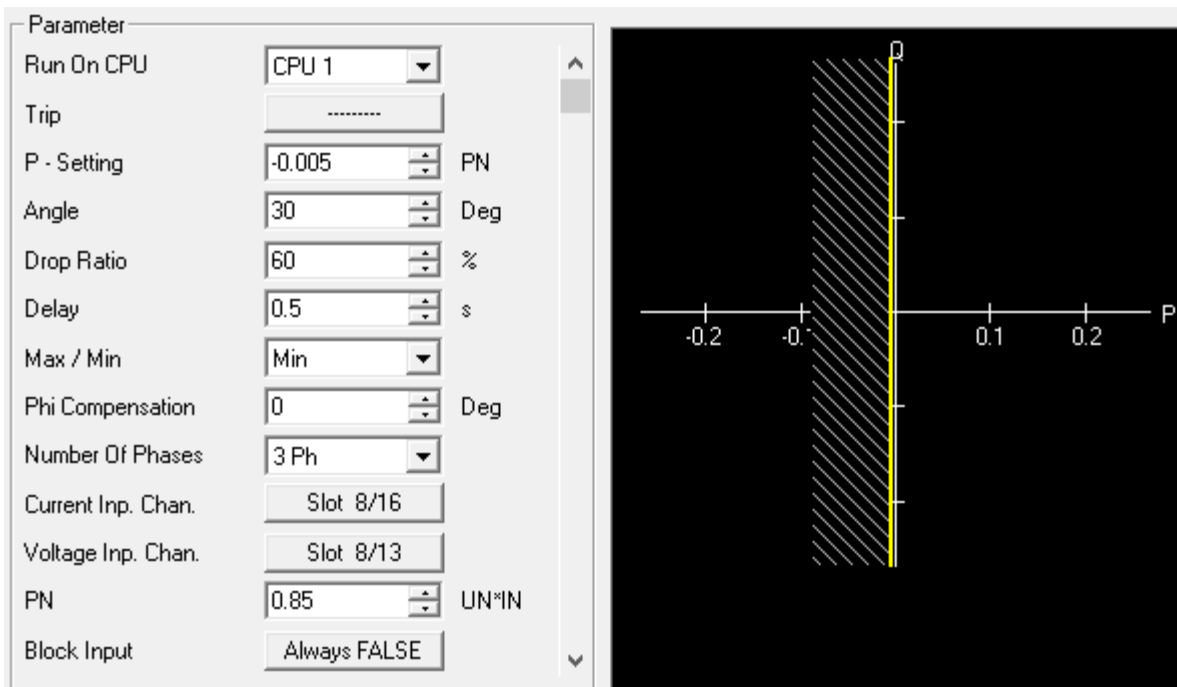 Parameter
Run On CPU CPU 1
Trip ---------
P - Setting -0.005 PN
Angle 30 Deg
Drop Ratio 60 %
Delay 0.5 s
Max / Min Min
Phi Compensation 0 Deg
Number Of Phases 3 Ph
Current Inp. Chan. Slot 8/16
Voltage Inp. Chan. Slot 8/13
PN 0.85 UN*IN
Block Input Always FALSE
Q
P
-0.2 -0. 0.1 0.2